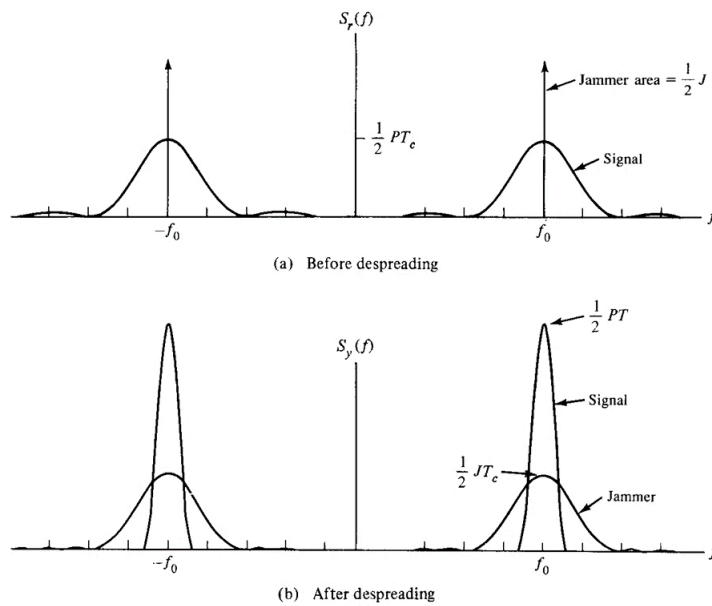 S_r(f)
Jammer area = 1/2 J
1/2 PT_c
Signal
-f_0
f_0
f
(a) Before despreading
1/2 PT
S_y(f)
Signal
1/2 JT_c
Jammer
-f_0
f_0
f
(b) After despreading